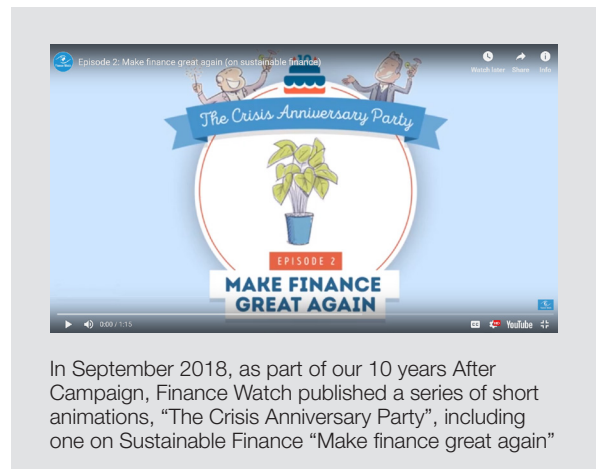 Episode 2: Make finance great again (on sustainable finance)
Watch later Share Info
10
The Crisis Anniversary Party
EPISODE 2
MAKE FINANCE
GREAT AGAIN
0:00 / 1:15
CC HD YouTube
In September 2018, as part of our 10 years After
Campaign, Finance Watch published a series of short
animations, “The Crisis Anniversary Party”, including
one on Sustainable Finance “Make finance great again”